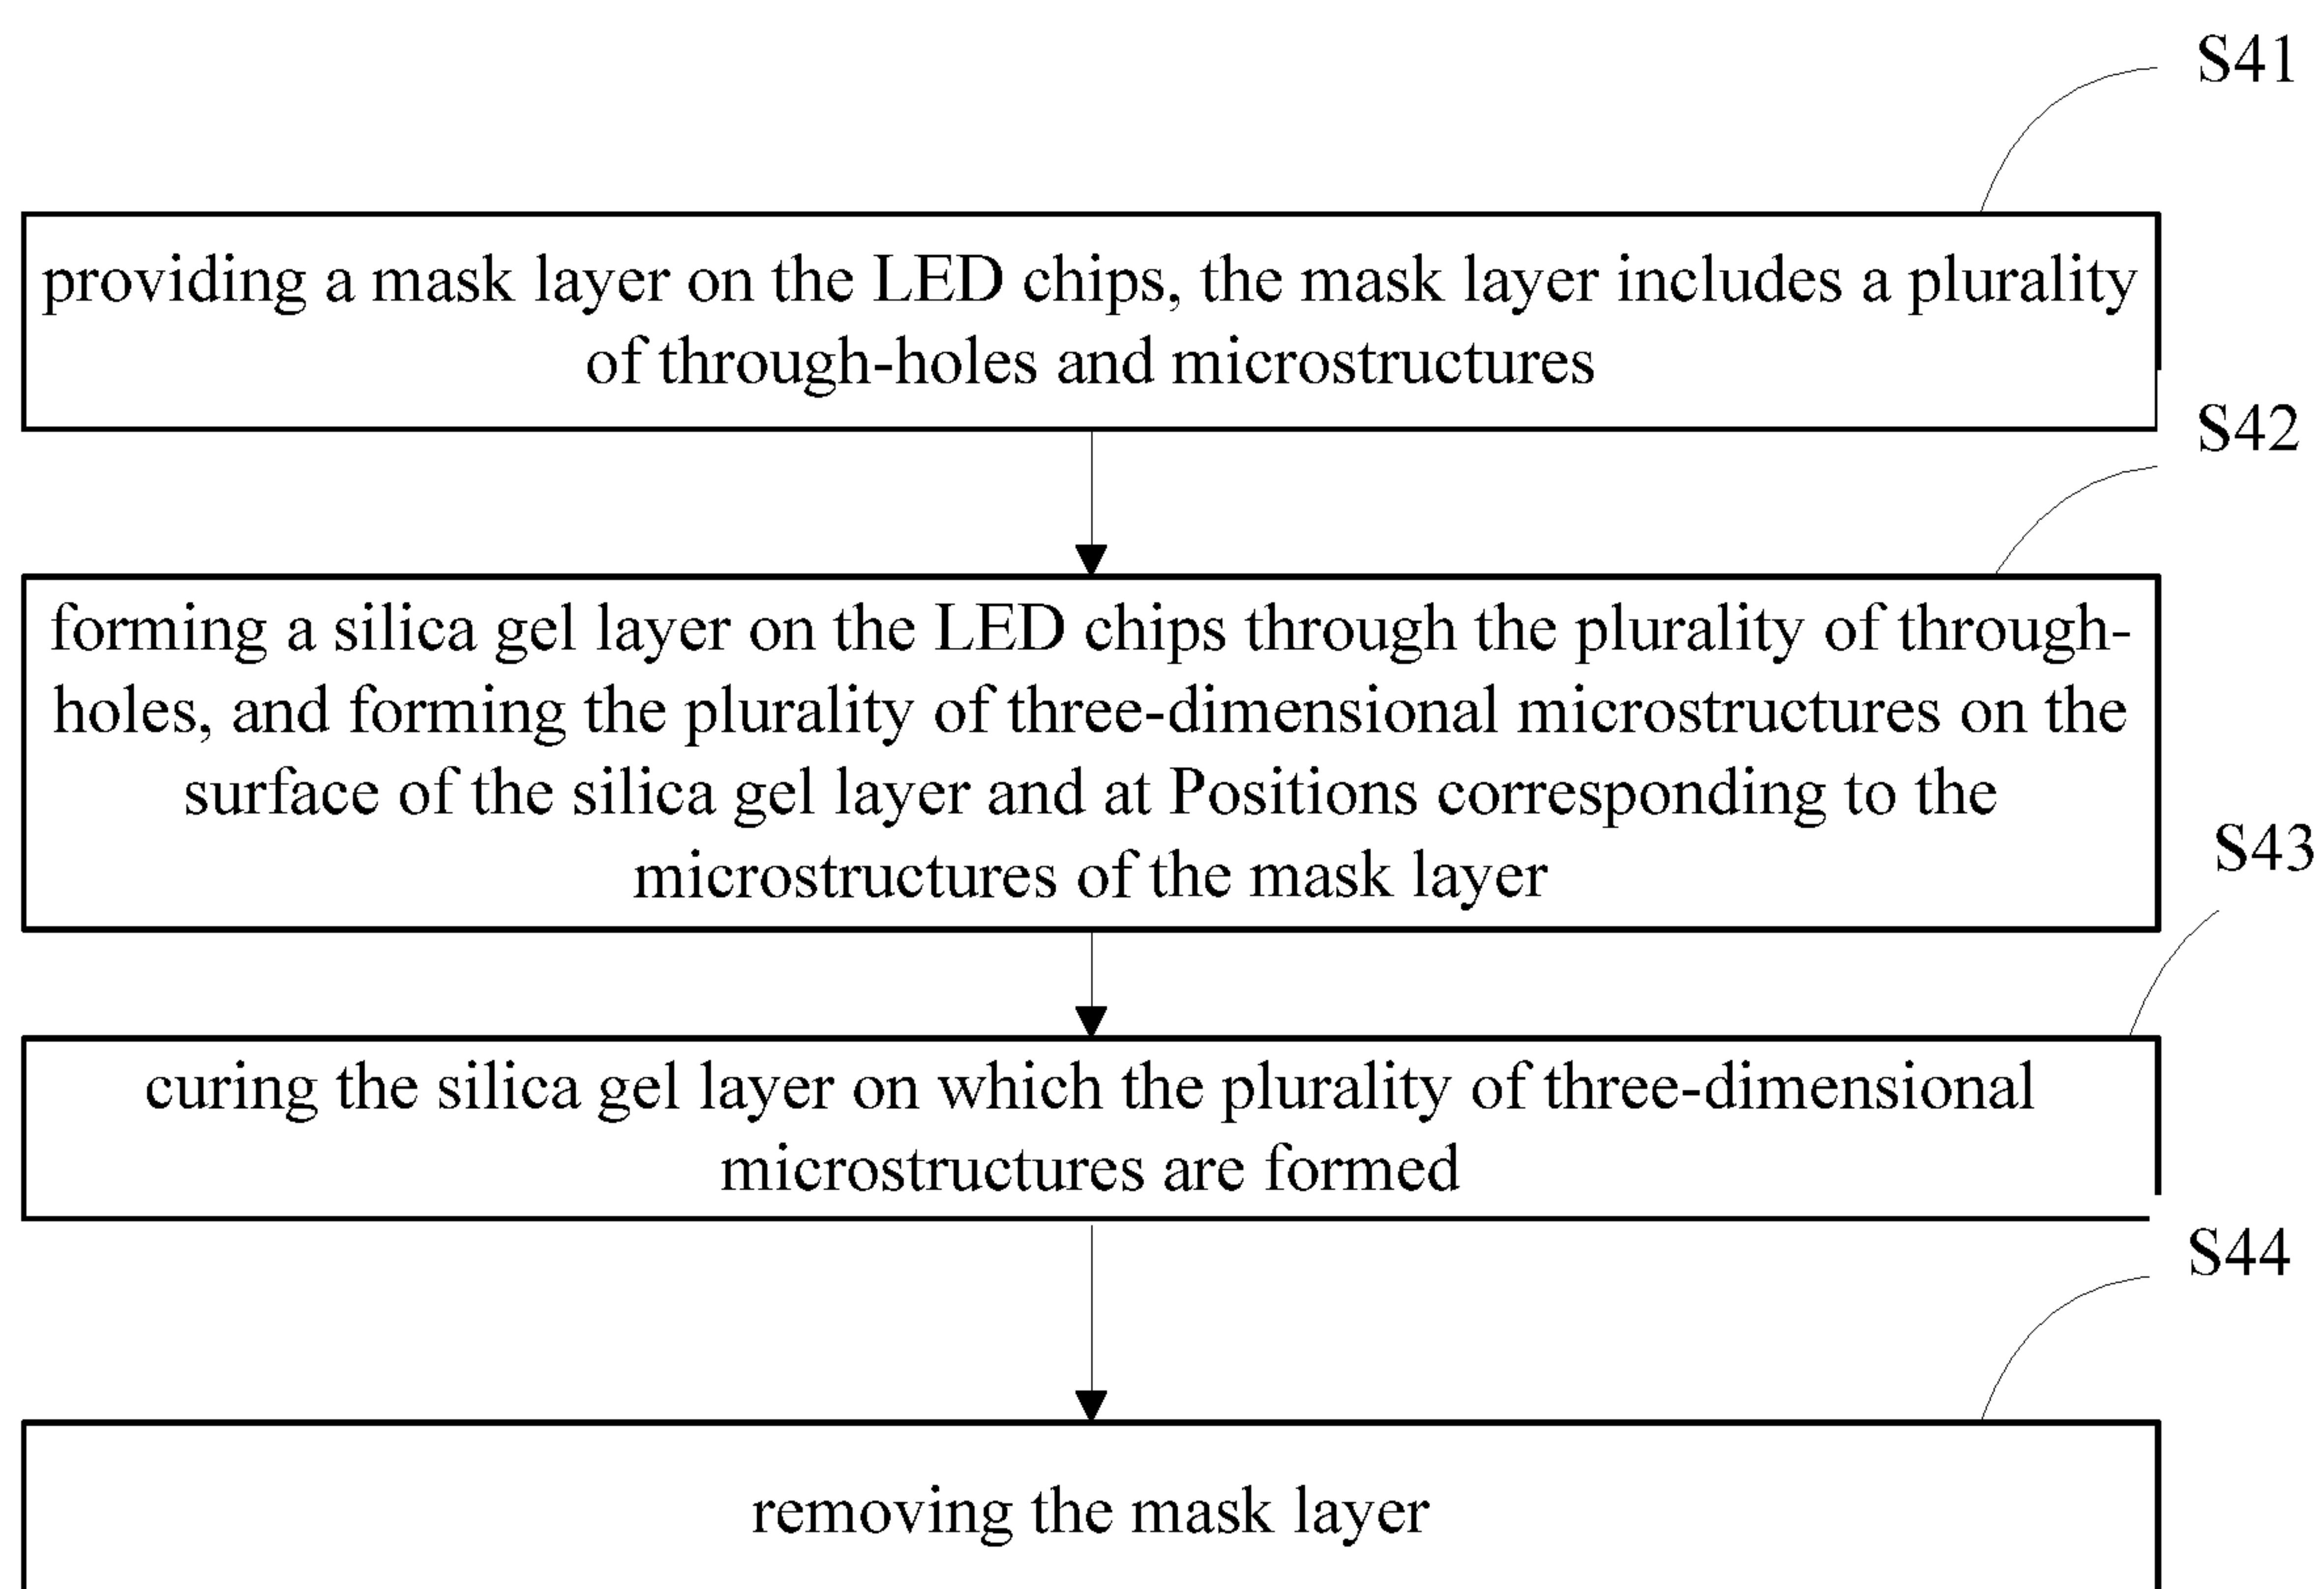 S41
providing a mask layer on the LED chips, the mask layer includes a plurality
of through-holes and microstructures
S42
forming a silica gel layer on the LED chips through the plurality of through-
holes, and forming the plurality of three-dimensional microstructures on the
surface of the silica gel layer and at Positions corresponding to the
microstructures of the mask layer
S43
curing the silica gel layer on which the plurality of three-dimensional
microstructures are formed
S44
removing the mask layer